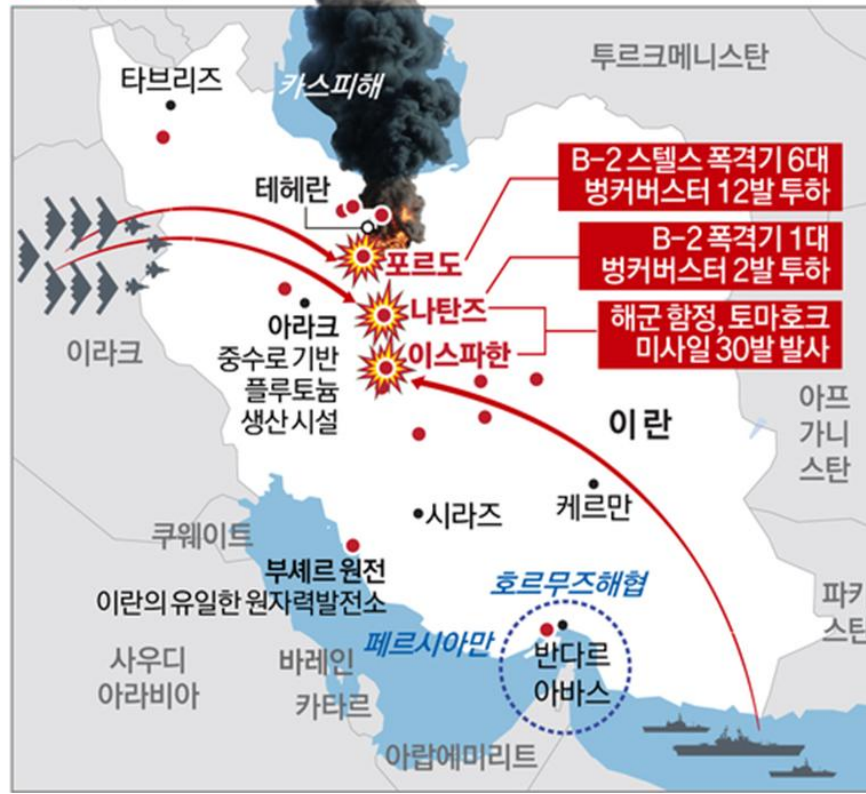 투르크메니스탄
카스피해
타브리즈
테헤란
B-2 스텔스 폭격기 6대
벙커버스터 12발 투하
포르도
B-2 폭격기 1대
벙커버스터 2발 투하
나탄즈
해군 함정, 토마호크
미사일 30발 발사
이스파한
이라크
아라크
중수로 기반
플루토늄
생산 시설
이란
아프
가니
스탄
케르만
시라즈
쿠웨이트
부셰르 원전
이란의 유일한 원자력발전소
호르무즈해협
페르시아만
파키
스탄
사우디
아라비아
바레인
카타르
반다르
아바스
아랍에미리트